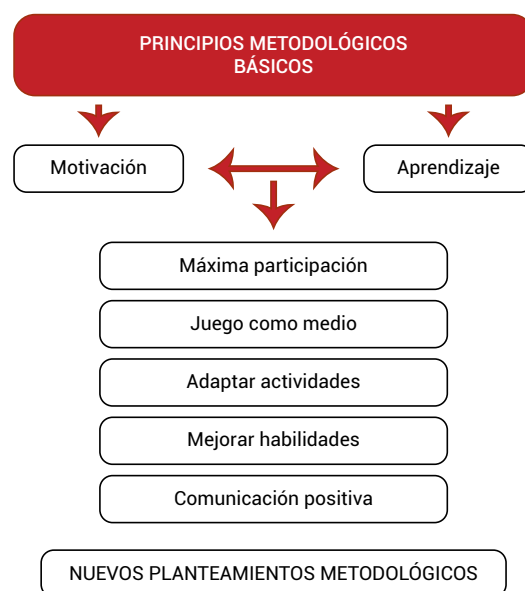 PRINCIPIOS METODOLÓGICOS
BÁSICOS
Motivación
Aprendizaje
Máxima participación
Juego como medio
Adaptar actividades
Mejorar habilidades
Comunicación positiva
NUEVOS PLANTEAMIENTOS METODOLÓGICOS